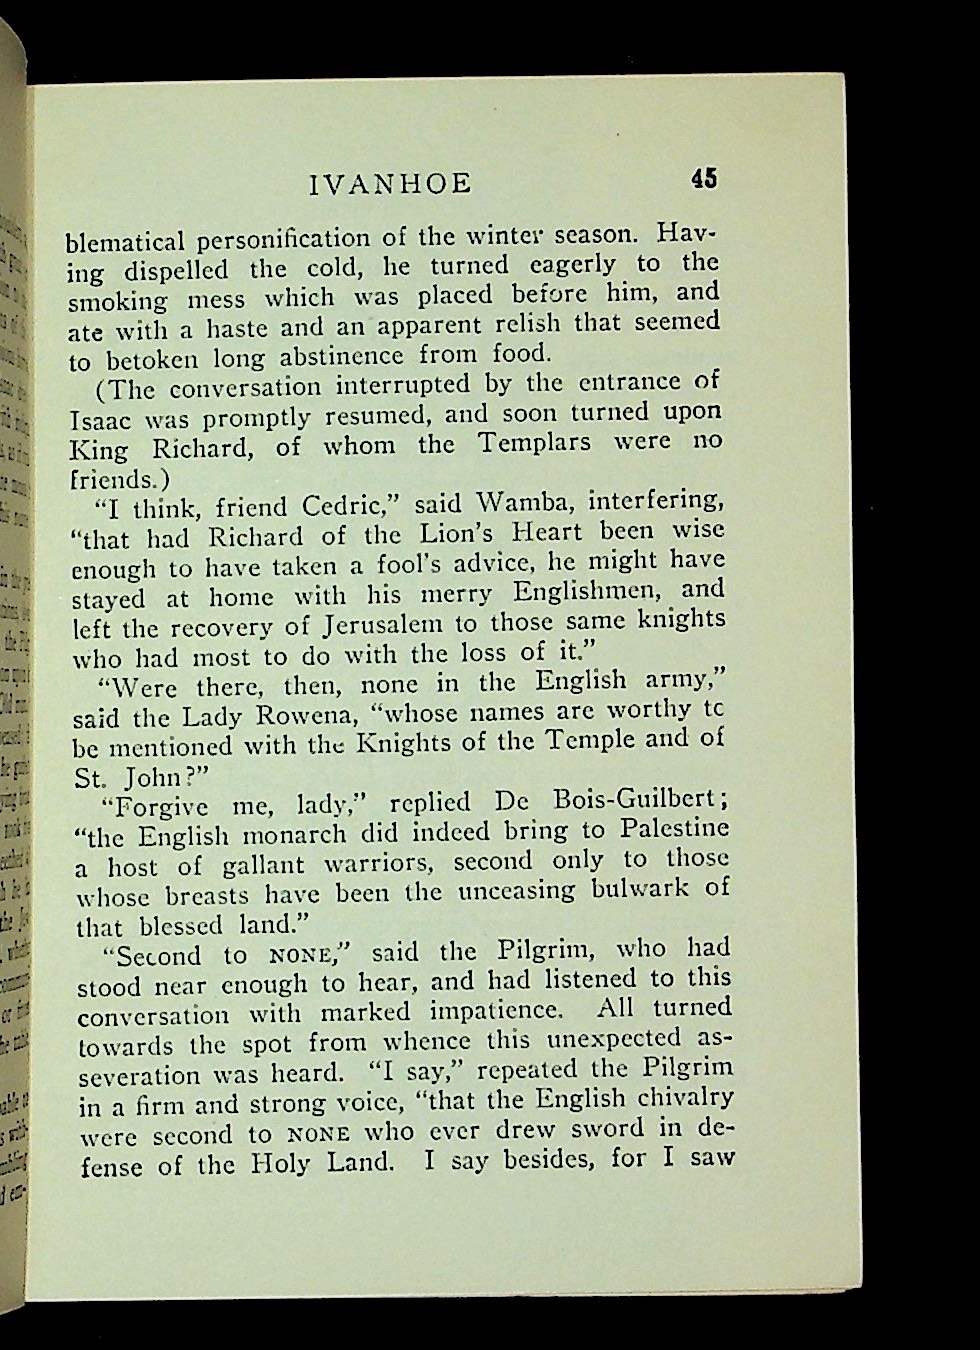 IVANHOE 45
blematical personification of the winter season. Hav-
ing dispelled the cold, he turned eagerly to the
smoking mess which was placed before him, and
ate with a haste and an apparent relish that seemed
to betoken long abstinence from food.
(The conversation interrupted by the entrance of
Isaac was promptly resumed, and soon turned upon
King Richard, of whom the Templars were no
friends.)
“I think, friend Cedric,” said Wamba, interfering,
“that had Richard of the Lion’s Heart been wise
enough to have taken a fool’s advice, he might have
stayed at home with his merry Englishmen, and
left the recovery of Jerusalem to those same knights
who had most to do with the loss of it.”
“Were there, then, none in the English army,”
said the Lady Rowena, “whose names are worthy to
be mentioned with the Knights of the Temple and of
St. John?”
“Forgive me, lady,” replied De Bois-Guilbert;
“the English monarch did indeed bring to Palestine
a host of gallant warriors, second only to those
whose breasts have been the unceasing bulwark of
that blessed land.”
“Second to NONE,” said the Pilgrim, who had
stood near enough to hear, and had listened to this
conversation with marked impatience. All turned
towards the spot from whence this unexpected as-
severation was heard. “I say,” repeated the Pilgrim
in a firm and strong voice, “that the English chivalry
were second to NONE who ever drew sword in de-
fense of the Holy Land. I say besides, for I saw